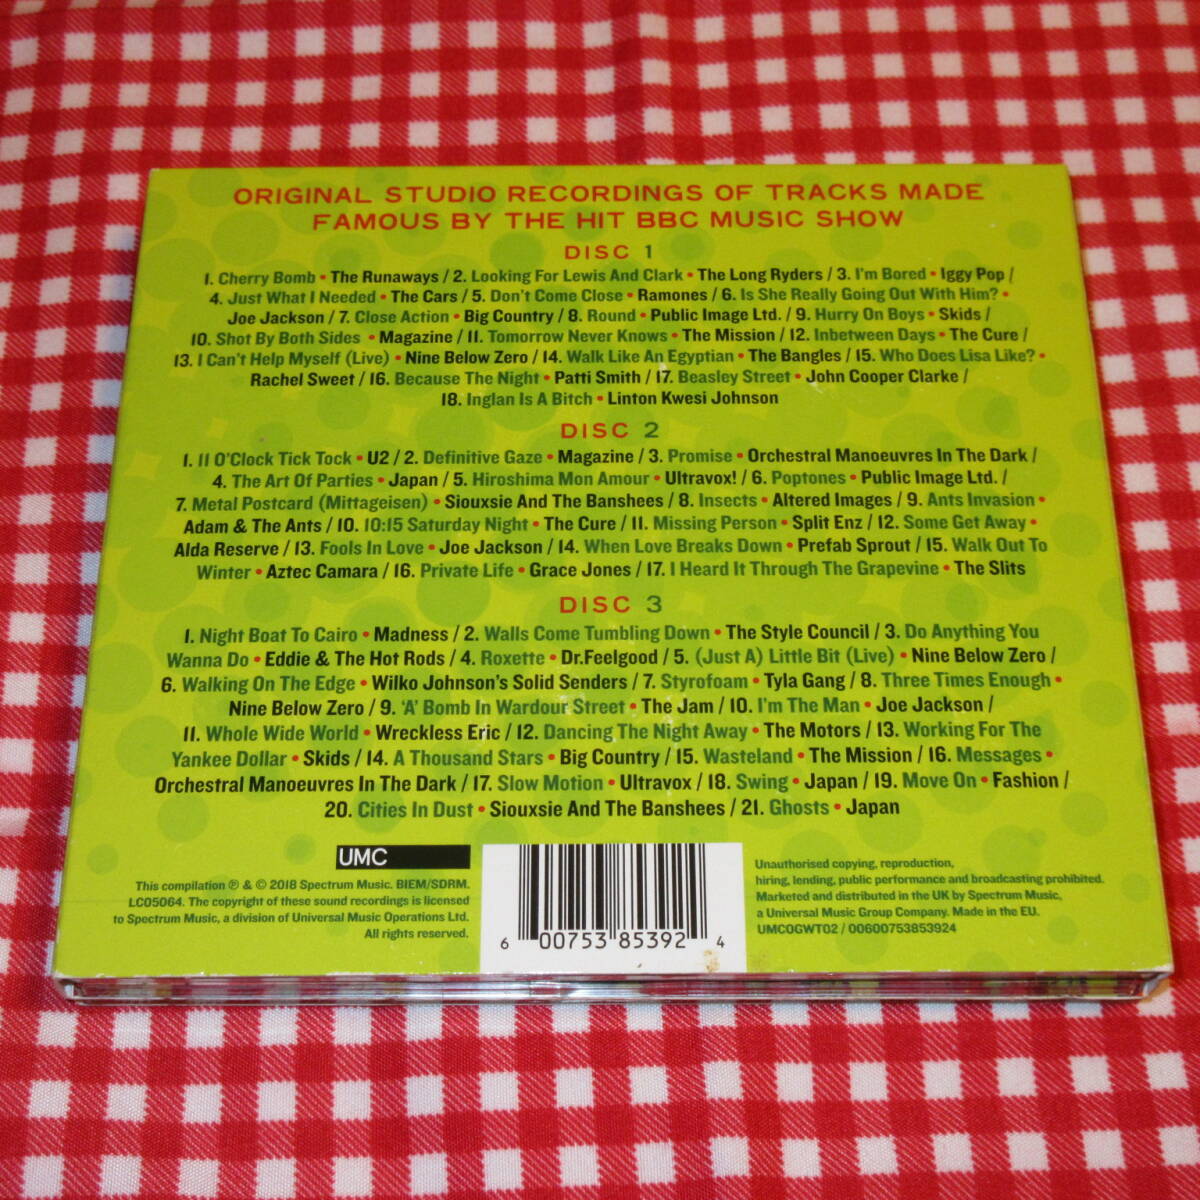 ORIGINAL STUDIO RECORDINGS OF TRACKS MADE
FAMOUS BY THE HIT BBC MUSIC SHOW
DISC 1
1. Cherry Bomb • The Runaways / 2. Looking For Lewis And Clark • The Long Ryders / 3. I'm Bored • Iggy Pop /
4. Just What I Needed • The Cars / 5. Don't Come Close • Ramones / 6. Is She Really Going Out With Him? •
Joe Jackson / 7. Close Action • Big Country / 8. Round • Public Image Ltd. / 9. Hurry On Boys • Skids /
10. Shot By Both Sides • Magazine / 11. Tomorrow Never Knows • The Mission / 12. Inbetween Days • The Cure /
13. I Can't Help Myself (Live) • Nine Below Zero / 14. Walk Like An Egyptian • The Bangles / 15. Who Does Lisa Like? •
Rachel Sweet / 16. Because The Night • Patti Smith / 17. Beasley Street • John Cooper Clarke /
18. Inglan Is A Bitch • Linton Kwesi Johnson
DISC 2
1. 11 O'Clock Tick Tock • U2 / 2. Definitive Gaze • Magazine / 3. Promise • Orchestral Manoeuvres In The Dark /
4. The Art Of Parties • Japan / 5. Hiroshima Mon Amour • Ultravox! / 6. Poptones • Public Image Ltd. /
7. Metal Postcard (Mittageisen) • Siouxsie And The Banshees / 8. Insects • Altered Images / 9. Ants Invasion •
Adam & The Ants / 10. 10:15 Saturday Night • The Cure / 11. Missing Person • Split Enz / 12. Some Get Away •
Alda Reserve / 13. Fools In Love • Joe Jackson / 14. When Love Breaks Down • Prefab Sprout / 15. Walk Out To
Winter • Aztec Camara / 16. Private Life • Grace Jones / 17. I Heard It Through The Grapevine • The Slits
DISC 3
1. Night Boat To Cairo • Madness / 2. Walls Come Tumbling Down • The Style Council / 3. Do Anything You
Wanna Do • Eddie & The Hot Rods / 4. Roxette • Dr.Feelgood / 5. (Just A) Little Bit (Live) • Nine Below Zero /
6. Walking On The Edge • Wilko Johnson's Solid Senders / 7. Styrofoam • Tyla Gang / 8. Three Times Enough •
Nine Below Zero / 9. 'A' Bomb In Wardour Street • The Jam / 10. I'm The Man • Joe Jackson /
11. Whole Wide World • Wreckless Eric / 12. Dancing The Night Away • The Motors / 13. Working For The
Yankee Dollar • Skids / 14. A Thousand Stars • Big Country / 15. Wasteland • The Mission / 16. Messages •
Orchestral Manoeuvres In The Dark / 17. Slow Motion • Ultravox / 18. Swing • Japan / 19. Move On • Fashion /
20. Cities In Dust • Siouxsie And The Banshees / 21. Ghosts • Japan
UMC
This compilation ℗ & © 2018 Spectrum Music. BIEM/SDRM.
LC05064. The copyright of these sound recordings is licensed
to Spectrum Music, a division of Universal Music Operations Ltd.
All rights reserved.
6 00753 85392 4
Unauthorised copying, reproduction,
hiring, lending, public performance and broadcasting prohibited.
Marketed and distributed in the UK by Spectrum Music,
a Universal Music Group Company. Made in the EU.
UMCOGWT02 / 00600753853924